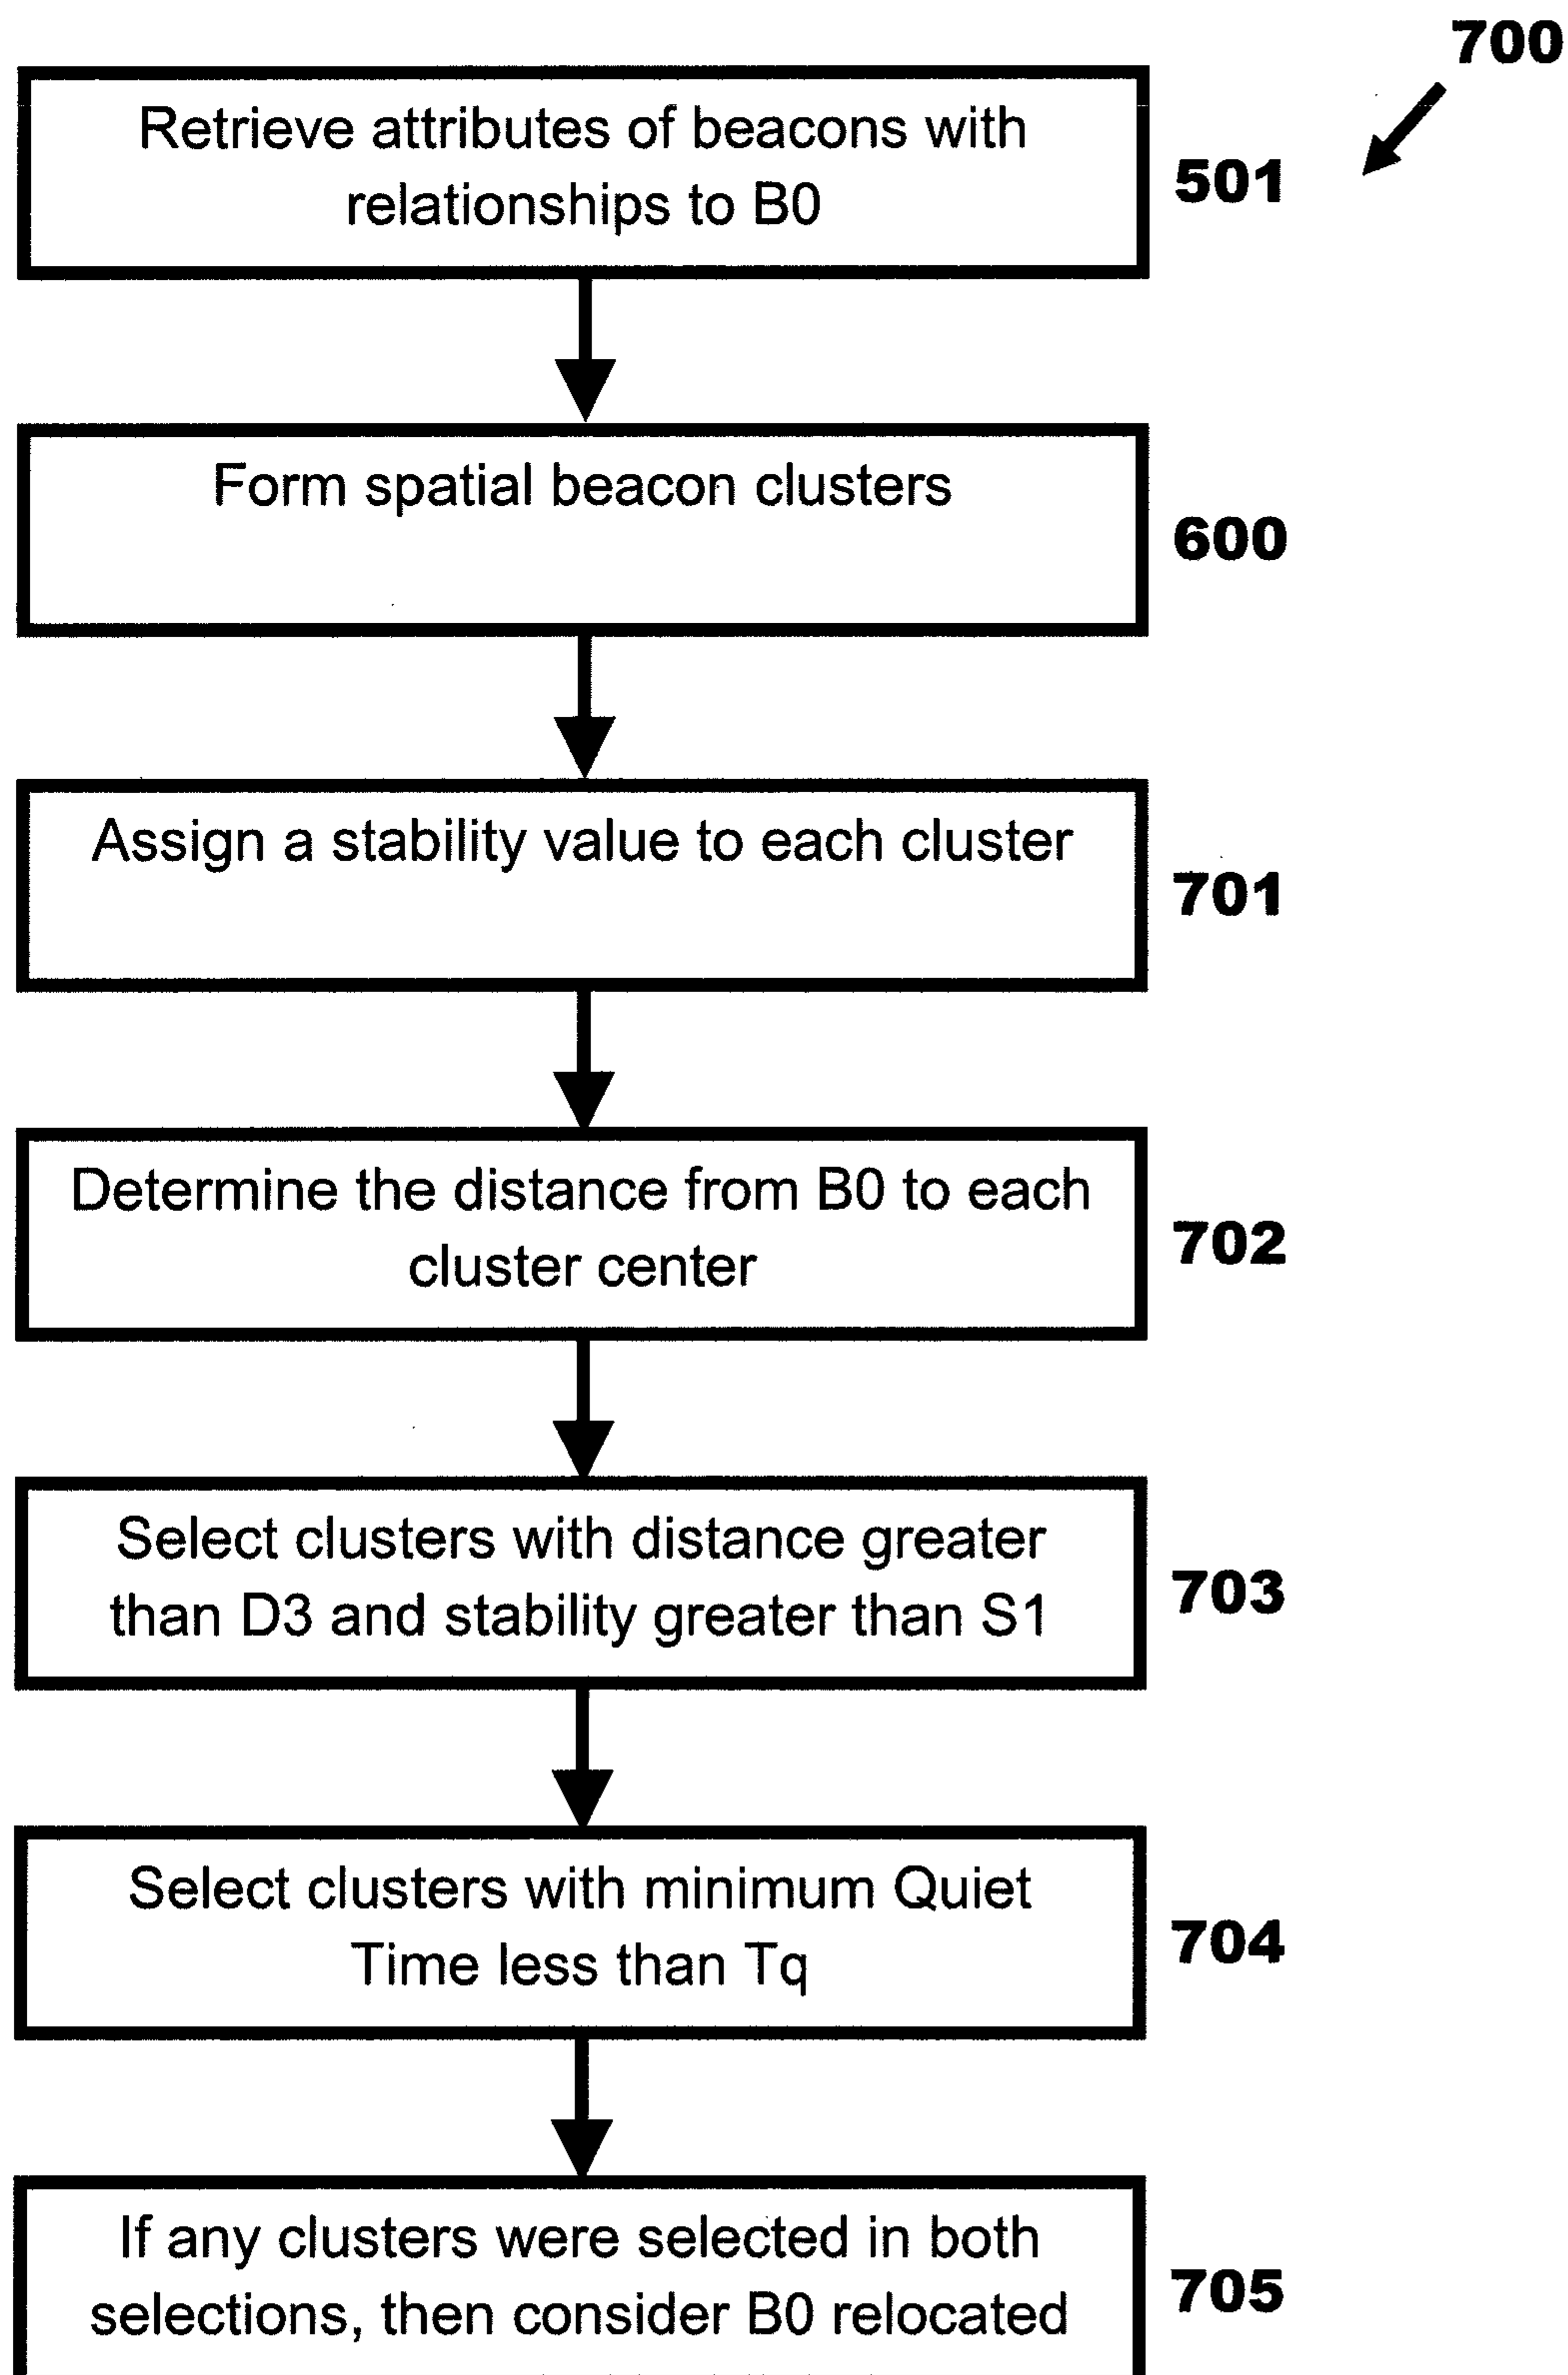 700
Retrieve attributes of beacons with
relationships to B0
501
Form spatial beacon clusters
600
Assign a stability value to each cluster
701
Determine the distance from B0 to each
cluster center
702
Select clusters with distance greater
than D3 and stability greater than S1
703
Select clusters with minimum Quiet
Time less than Tq
704
If any clusters were selected in both
selections, then consider B0 relocated
705